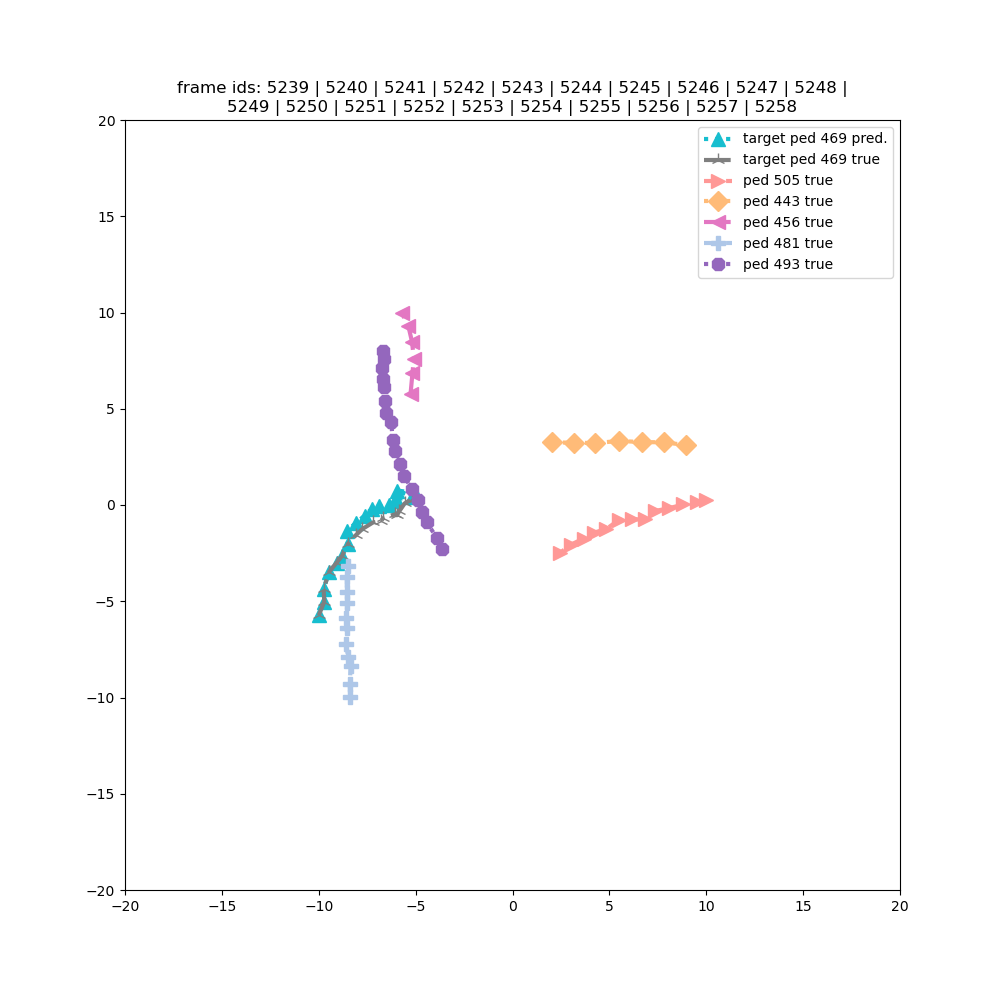 frame ids: 5239 | 5240 | 5241 | 5242 | 5243 | 5244 | 5245 | 5246 | 5247 | 5248 |
5249 | 5250 | 5251 | 5252 | 5253 | 5254 | 5255 | 5256 | 5257 | 5258
target ped 469 pred.
target ped 469 true
ped 505 true
ped 443 true
ped 456 true
ped 481 true
ped 493 true
20
15
10
5
0
−5
−10
−15
−20
−20 −15 −10 −5 0 5 10 15 20